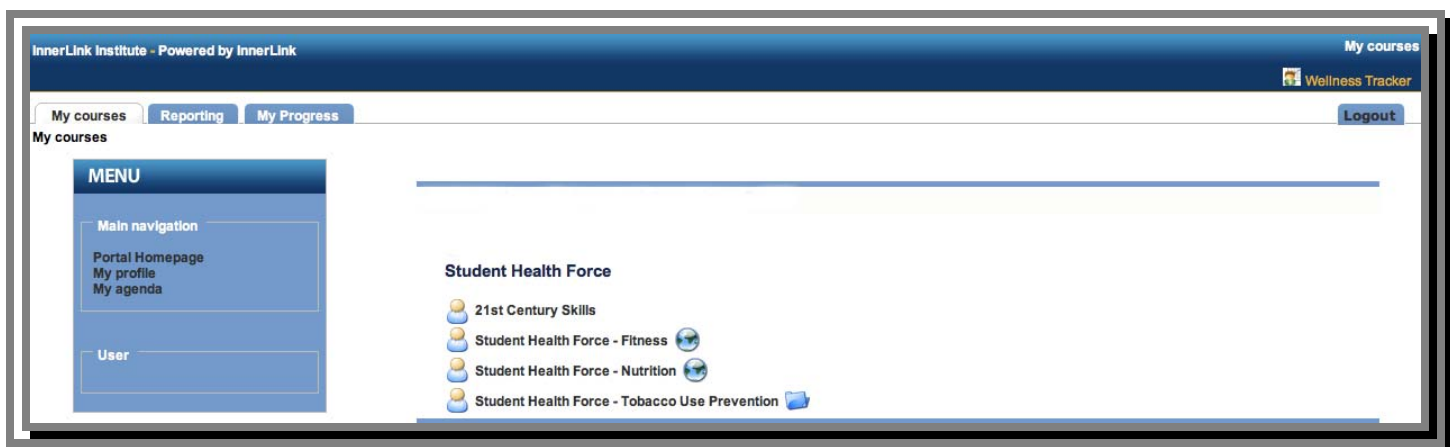 InnerLink Institute - Powered by InnerLink
My courses
Wellness Tracker
My courses Reporting My Progress
Logout
My courses
MENU
Main navigation
Portal Homepage
My profile
My agenda
User
Student Health Force
21st Century Skills
Student Health Force - Fitness
Student Health Force - Nutrition
Student Health Force - Tobacco Use Prevention